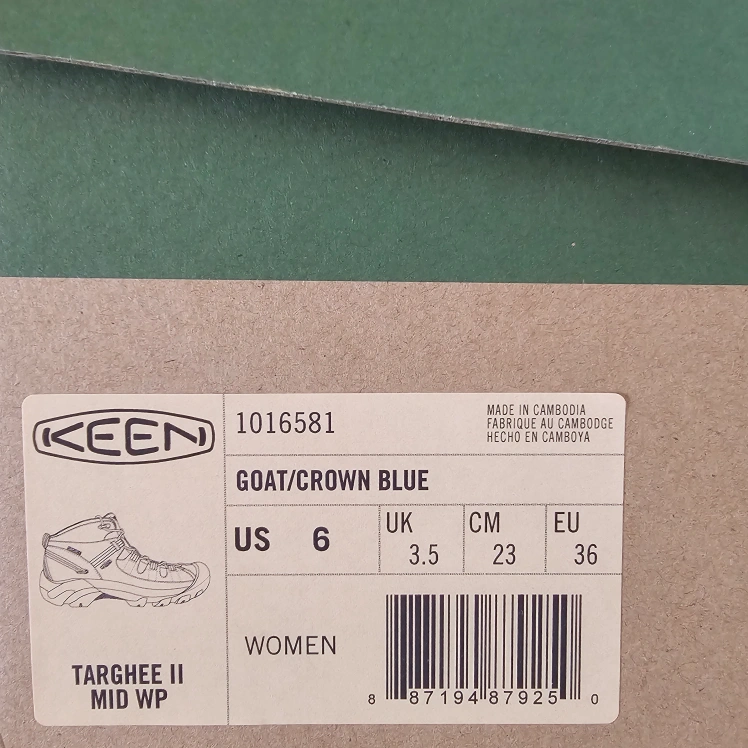 KEEN
1016581
MADE IN CAMBODIA
FABRIQUE AU CAMBODGE
HECHO EN CAMBOYA
GOAT/CROWN BLUE
US 6
UK 3.5
CM 23
EU 36
WOMEN
TARGHEE II
MID WP
8 87194 87925 0